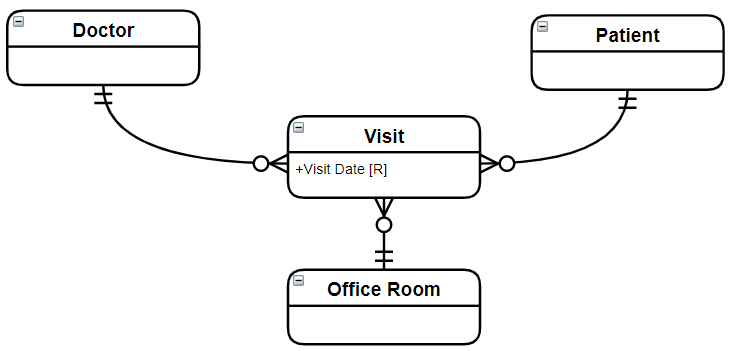 Doctor
Patient
Visit
+Visit Date [R]
Office Room